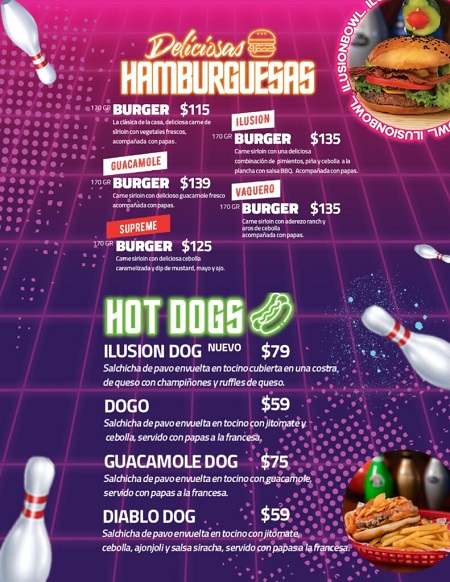 Deliciosas
HAMBURGUESAS
ILUSIONBOWL. ILUSIONBOWL. IL
170 GR BURGER $115
La clásica de la casa, deliciosa carne de
sirloin con vegetales frescos,
acompañada con papas.
ILUSION
170 GR BURGER $135
Carne sirloin con una deliciosa
combinación de pimientos, piña y cebolla a la
plancha con salsa BBQ. Acompañada con papas.
GUACAMOLE
170 GR BURGER $139
Carne sirloin con delicioso guacamole fresco
acompañada con papas.
VAQUERO
170 GR BURGER $135
Carne sirloin con aderezo ranch y
aros de cebolla
acompañada con papas.
SUPREME
170 GR BURGER $125
Carne sirloin con deliciosa cebolla
caramelizada y dip de mustard, mayo y ajo.
HOT DOGS
ILUSION DOG NUEVO $79
Salchicha de pavo envuelta en tocino cubierta en una costra,
de queso con champiñones y ruffles de queso.
DOGO $59
Salchicha de pavo envuelta en tocino con jitomate y
cebolla, servido con papas a la francesa.
GUACAMOLE DOG $75
Salchicha de pavo envuelta en tocino con guacamole,
servido con papas a la francesa.
DIABLO DOG $59
Salchicha de pavo envuelta en tocino con jitomate,
cebolla, ajonjoli y salsa siracha, servido con papas a la francesa.